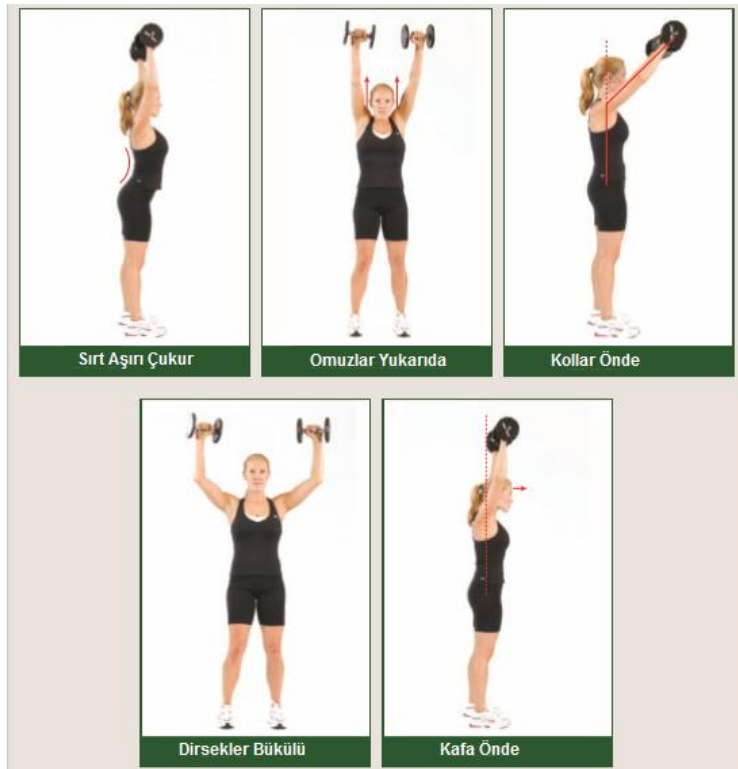 Sırt Aşırı Çukur
Omuzlar Yukarıda
Kollar Önde
Dirsekler Bükülü
Kafa Önde